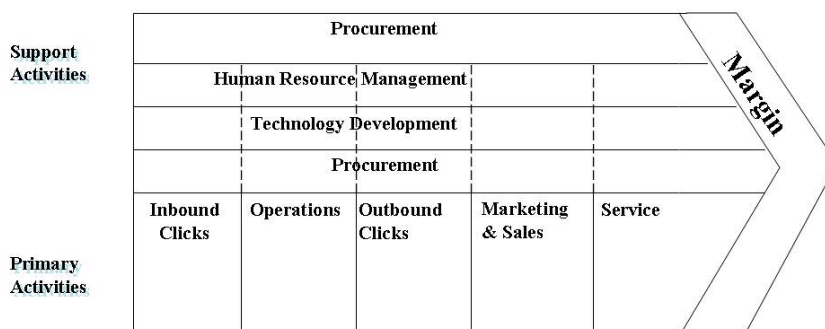 Support
Activities
Procurement
Human Resource Management
Technology Development
Procurement
Margin
Primary
Activities
Inbound
Clicks
Operations
Outbound
Clicks
Marketing
& Sales
Service